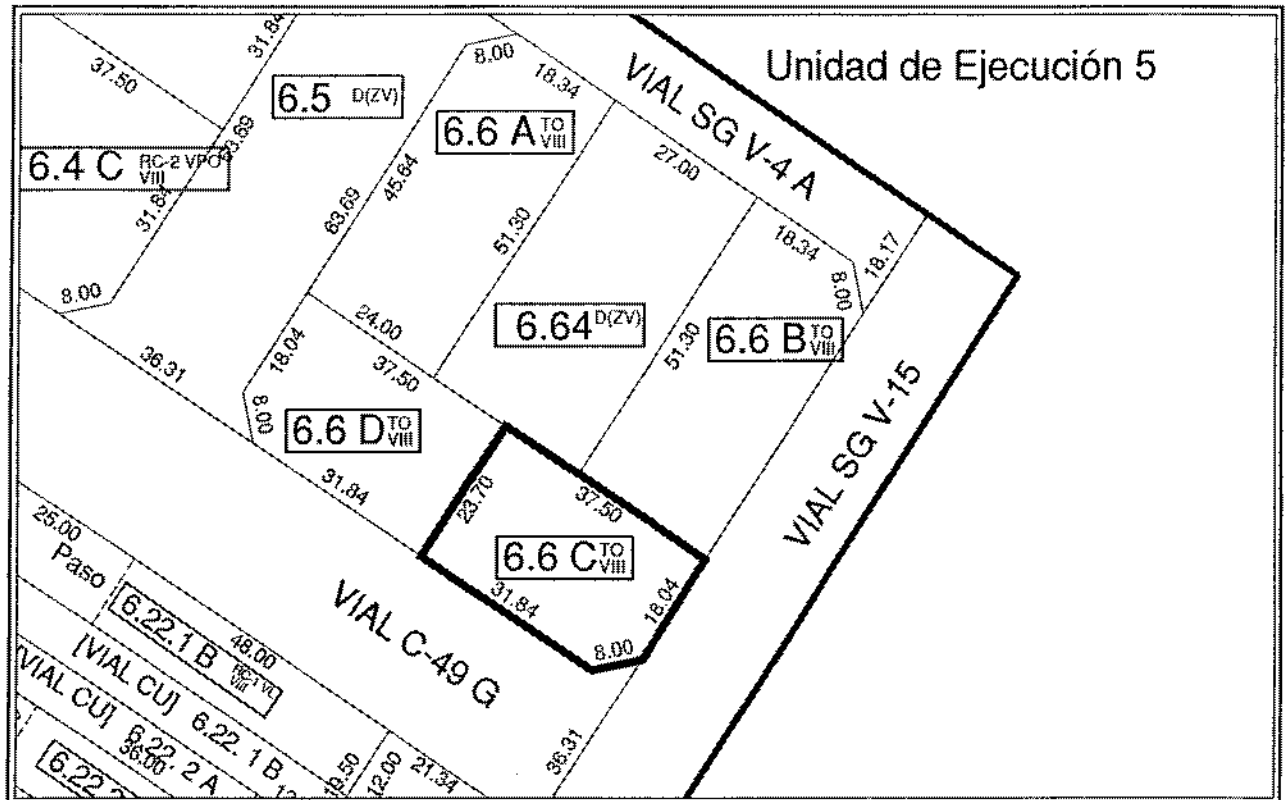 Unidad de Ejecución 5
31.84
37.50
8.00
18.34
VIAL SG V-4 A
6.5 D(ZV)
6.6 A TO VIII
27.00
6.4 C RC-2 VPO VIII
63.69
45.64
31.84
63.69
51.30
18.34
18.17
8.00
8.00
24.00
6.64 D(ZV)
51.30
6.6 B TO VIII
36.31
18.04
37.50
8.00
6.6 D TO VIII
VIAL SG V-15
31.84
23.70
37.50
25.00
Paso
6.6 C TO VIII
31.84
18.04
VIAL C-49 G
6.22.1 B RC-1 VL VIII
48.00
8.00
[VIAL CU] 6.22. 1 B
[VIAL CU] 6.22. 2 A
36.00
36.31
19.50
12.00
21.34
6.22